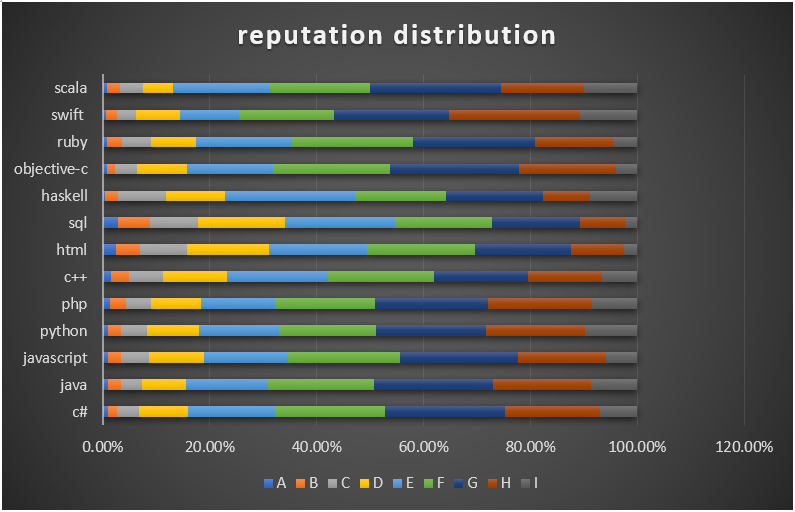 reputation distribution
scala
swift
ruby
objective-c
haskell
sql
html
c++
php
python
javascript
java
c#
0.00% 20.00% 40.00% 60.00% 80.00% 100.00% 120.00%
A B C D E F G H I